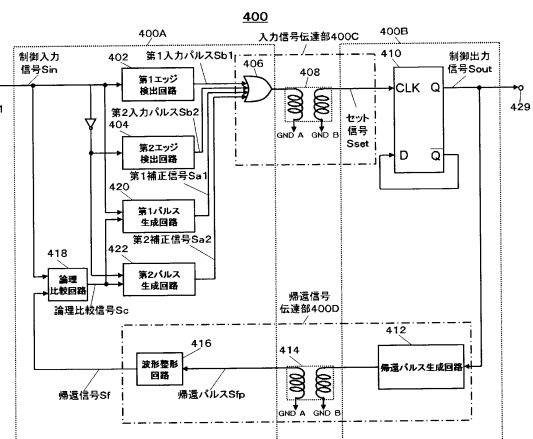 400
400A
400B
入力信号伝達部400C
制御入力
信号Sin
402
第1エッジ
検出回路
第1入力パルスSb1
406
408
410
制御出力
信号Sout
CLK
Q
D
Q
429
GND A
GND B
セット
信号
Sset
第2入力パルスSb2
404
第2エッジ
検出回路
第1補正信号Sa1
420
第1パルス
生成回路
第2補正信号Sa2
422
第2パルス
生成回路
418
論理
比較回路
論理比較信号Sc
帰還信号
伝達部400D
412
帰還パルス生成回路
414
416
波形整形
回路
GND A
GND B
帰還信号Sf
帰還パルスSfp